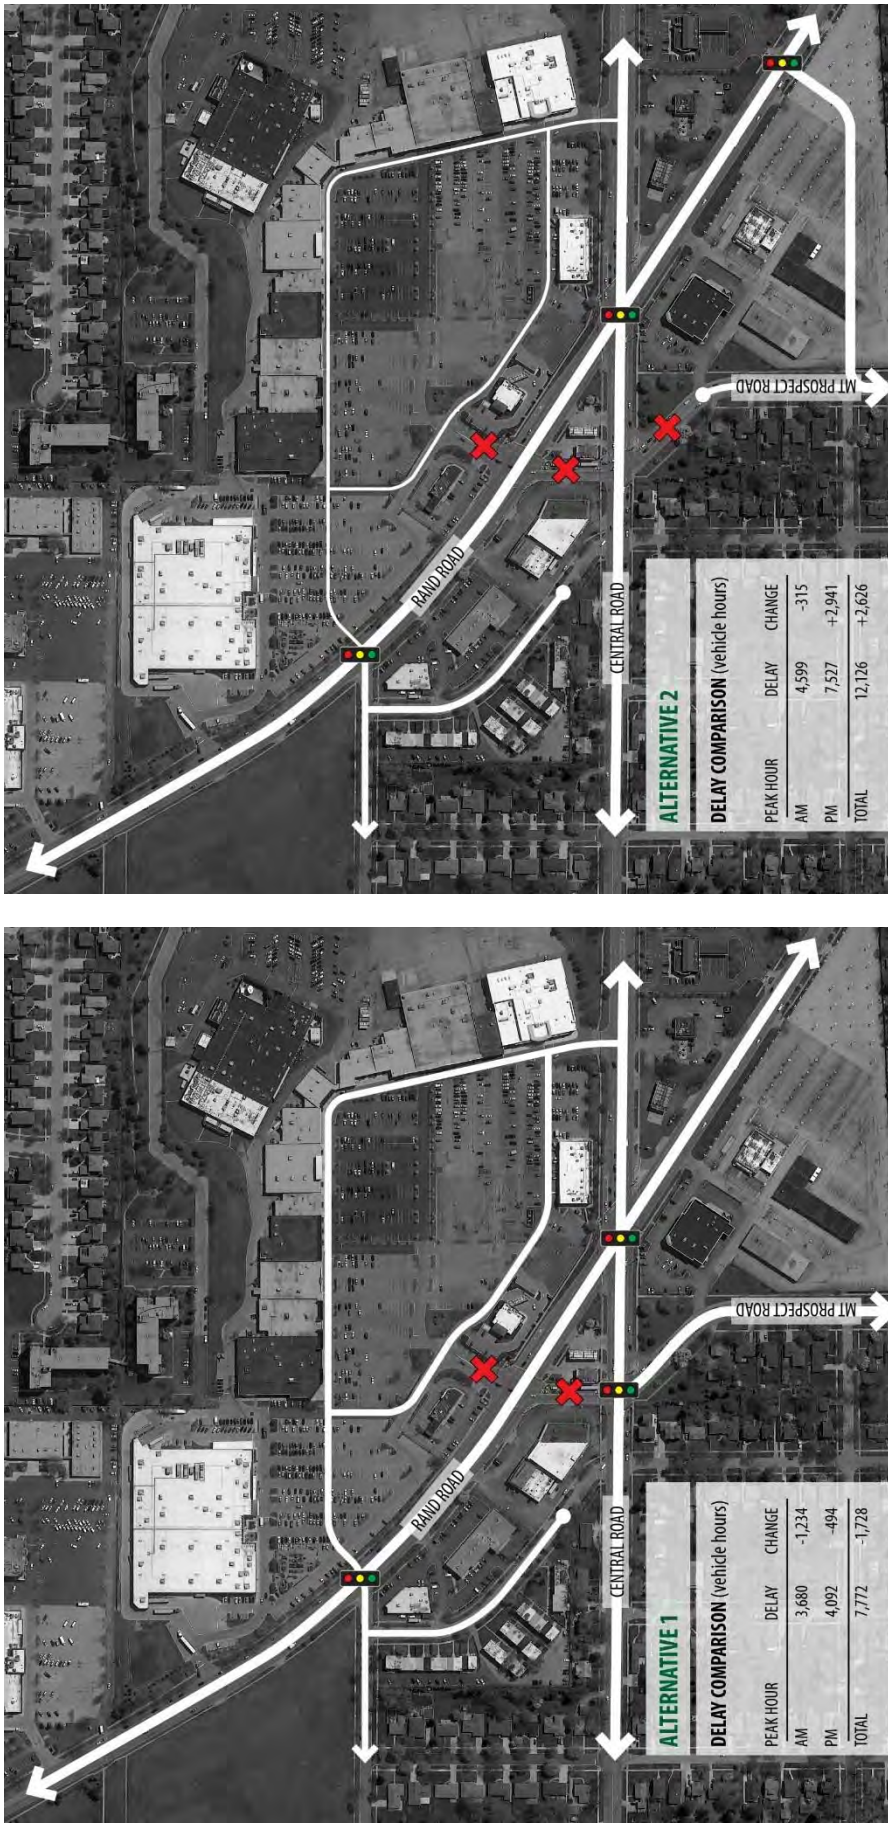 RAND ROAD
CENTRAL ROAD
MT PROSPECT ROAD
ALTERNATIVE 1
DELAY COMPARISON (vehicle hours)
PEAK HOUR DELAY CHANGE
AM 3,680 -1,234
PM 4,092 -494
TOTAL 7,772 -1,728
RAND ROAD
CENTRAL ROAD
MT PROSPECT ROAD
ALTERNATIVE 2
DELAY COMPARISON (vehicle hours)
PEAK HOUR DELAY CHANGE
AM 4,599 -315
PM 7,527 +2,941
TOTAL 12,126 +2,626